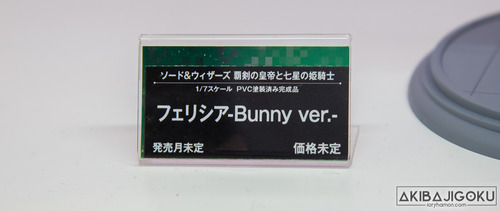 ソード&ウィザーズ 覇剣の皇帝と七星の姫騎士
1/7スケール PVC塗装済み完成品
フェリシア-Bunny ver.-
発売月未定 価格未定
AKIBAJIGOKU
ioryhamon.com